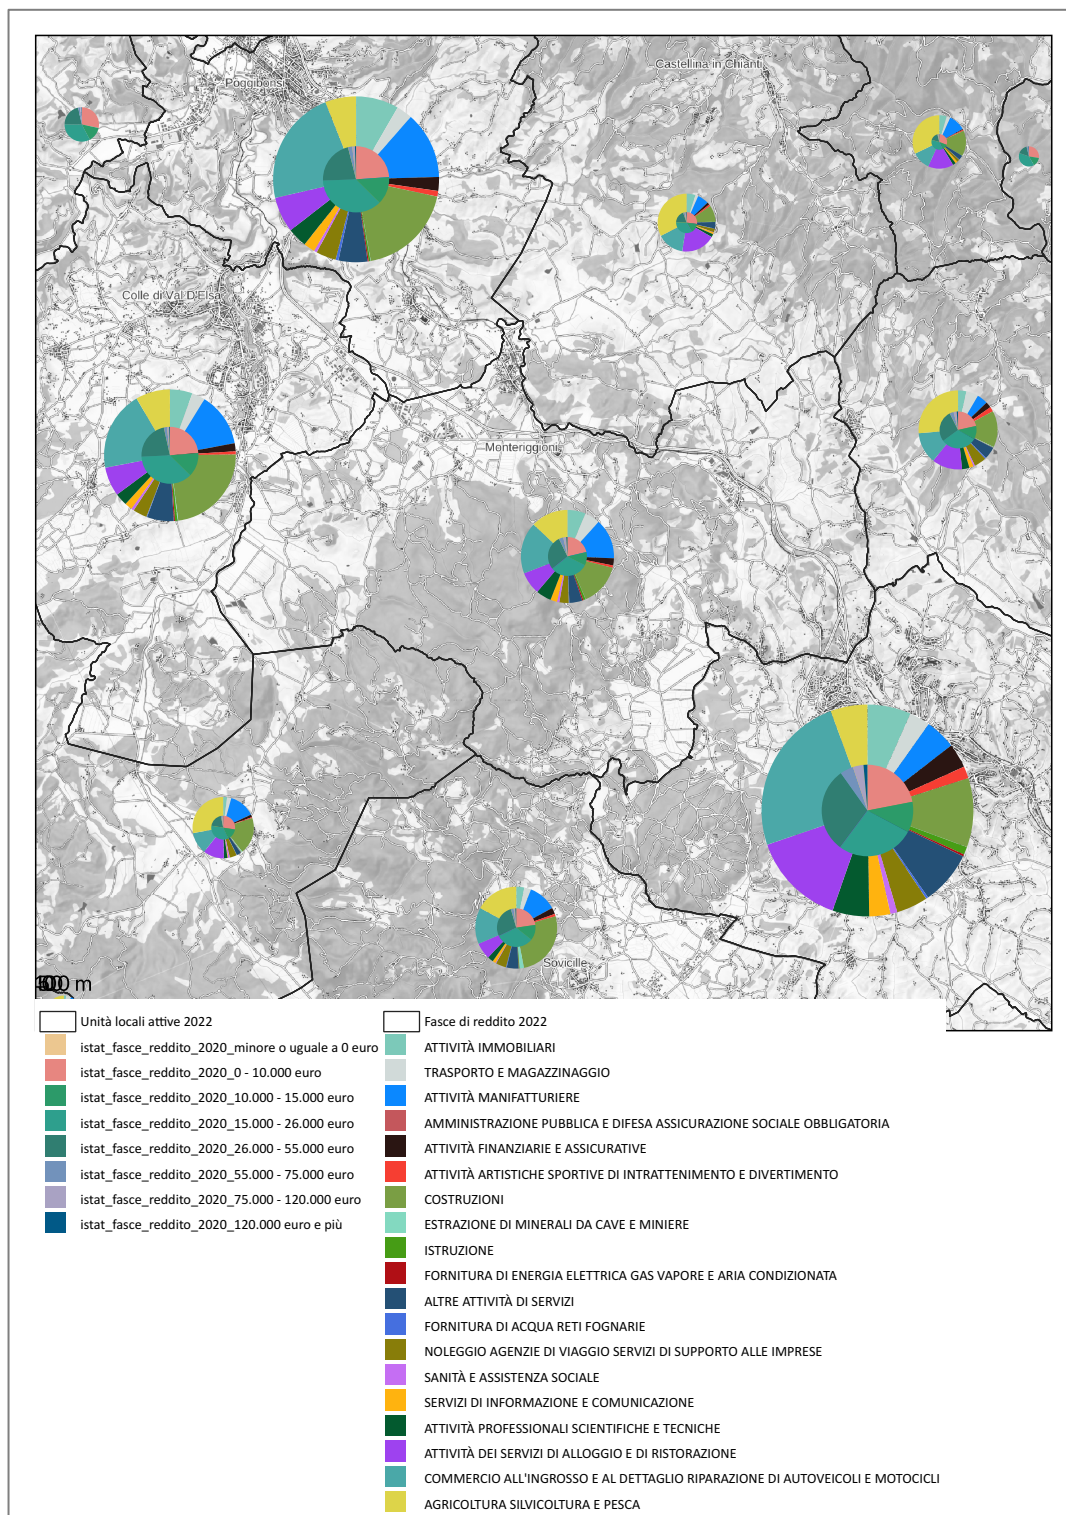 Poggibons
Castellina in Chianti
Colle di Val D'Elsa
Monteriggioni
Sovicille
00 m
Unità locali attive 2022
istat_fasce_reddito_2020_minore o uguale a 0 euro
istat_fasce_reddito_2020_0 - 10.000 euro
istat_fasce_reddito_2020_10.000 - 15.000 euro
istat_fasce_reddito_2020_15.000 - 26.000 euro
istat_fasce_reddito_2020_26.000 - 55.000 euro
istat_fasce_reddito_2020_55.000 - 75.000 euro
istat_fasce_reddito_2020_75.000 - 120.000 euro
istat_fasce_reddito_2020_120.000 euro e più
Fasce di reddito 2022
ATTIVITÀ IMMOBILIARI
TRASPORTO E MAGAZZINAGGIO
ATTIVITÀ MANIFATTURIERE
AMMINISTRAZIONE PUBBLICA E DIFESA ASSICURAZIONE SOCIALE OBBLIGATORIA
ATTIVITÀ FINANZIARIE E ASSICURATIVE
ATTIVITÀ ARTISTICHE SPORTIVE DI INTRATTENIMENTO E DIVERTIMENTO
COSTRUZIONI
ESTRAZIONE DI MINERALI DA CAVE E MINIERE
ISTRUZIONE
FORNITURA DI ENERGIA ELETTRICA GAS VAPORE E ARIA CONDIZIONATA
ALTRE ATTIVITÀ DI SERVIZI
FORNITURA DI ACQUA RETI FOGNARIE
NOLEGGIO AGENZIE DI VIAGGIO SERVIZI DI SUPPORTO ALLE IMPRESE
SANITÀ E ASSISTENZA SOCIALE
SERVIZI DI INFORMAZIONE E COMUNICAZIONE
ATTIVITÀ PROFESSIONALI SCIENTIFICHE E TECNICHE
ATTIVITÀ DEI SERVIZI DI ALLOGGIO E DI RISTORAZIONE
COMMERCIO ALL'INGROSSO E AL DETTAGLIO RIPARAZIONE DI AUTOVEICOLI E MOTOCICLI
AGRICOLTURA SILVICOLTURA E PESCA